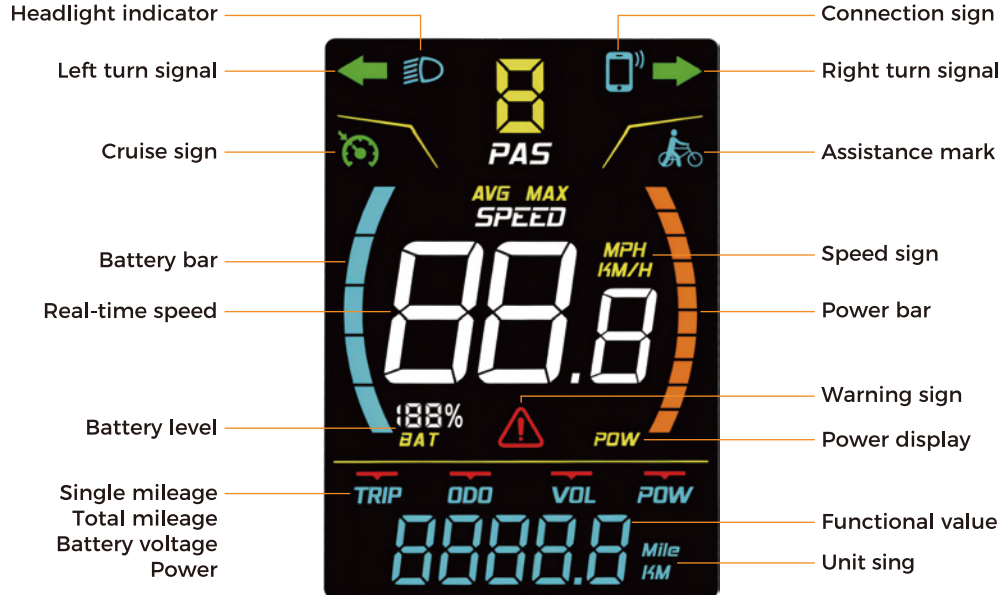 Headlight indicator
Connection sign
Left turn signal
Right turn signal
8
PAS
Cruise sign
Assistance mark
AVG MAX
SPEED
Battery bar
MPH
KM/H
Speed sign
Real-time speed
88.8
Power bar
Warning sign
188%
BAT
Battery level
POW
Power display
TRIP ODO VOL POW
Single mileage
Total mileage
Battery voltage
Power
8888.8
Functional value
Mile
KM
Unit sing